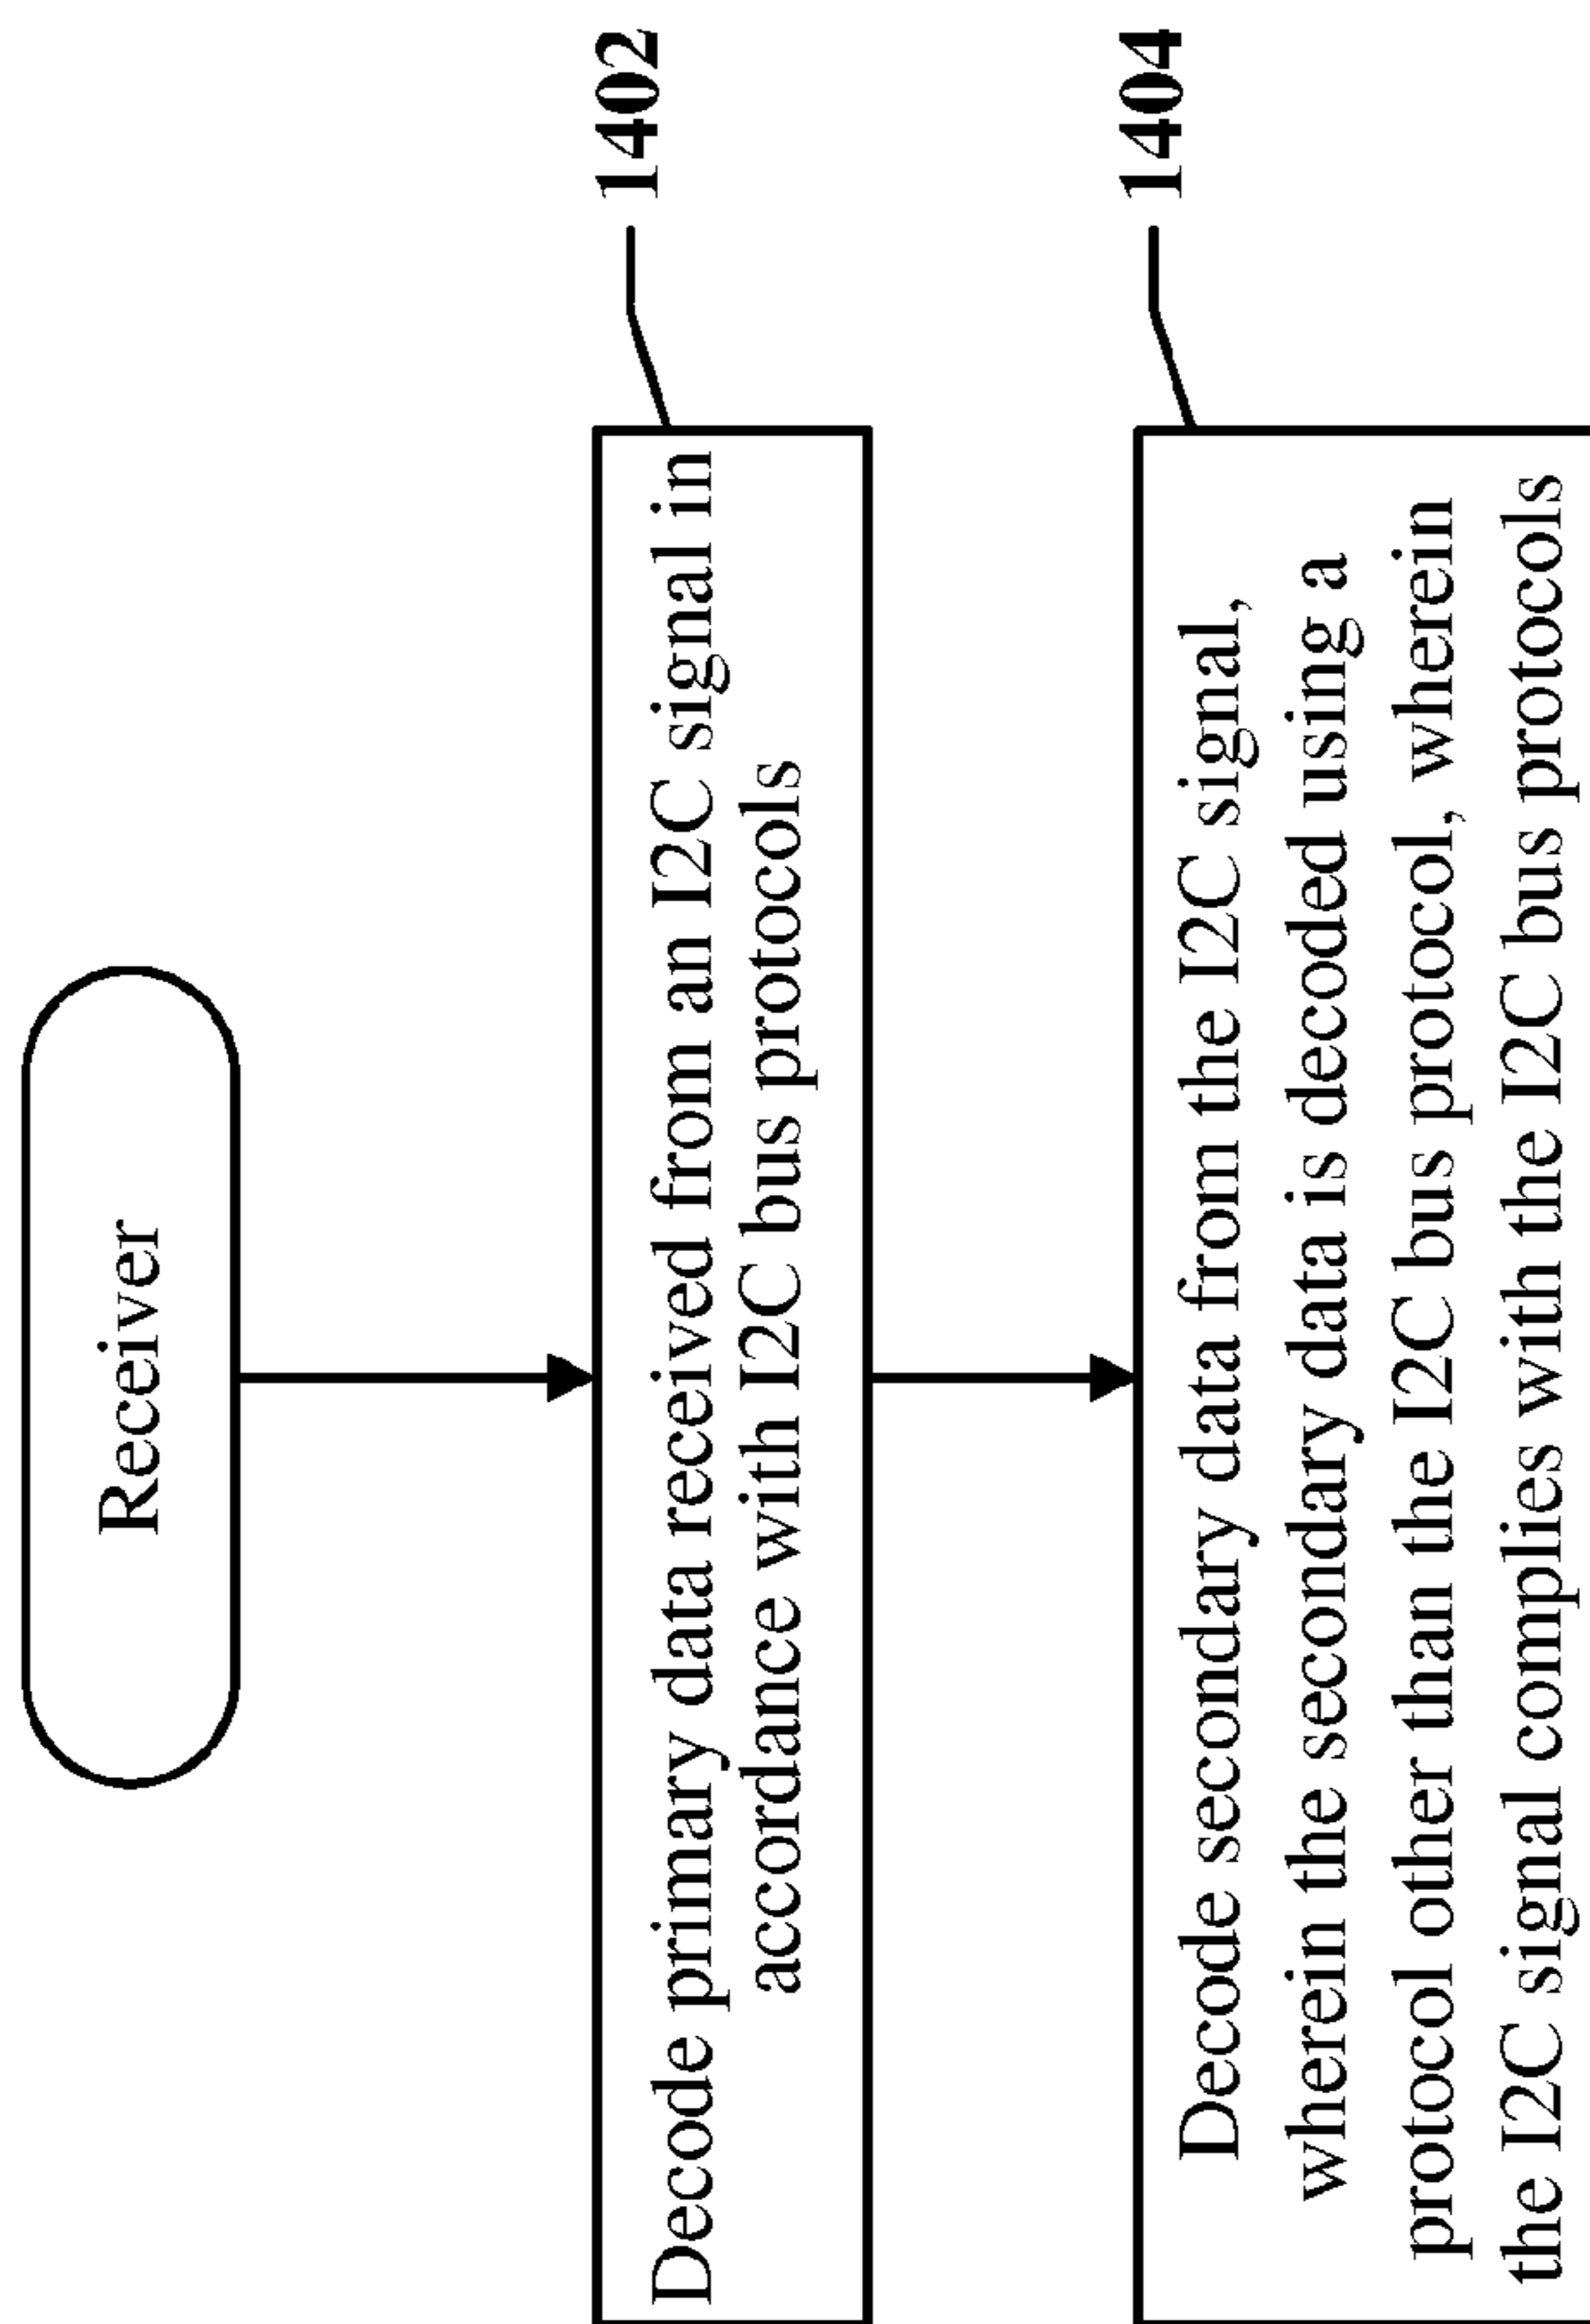 Receiver
Decode primary data received from an I2C signal in
accordance with I2C bus protocols
1402
Decode secondary data from the I2C signal,
wherein the secondary data is decoded using a
protocol other than the I2C bus protocol, wherein
the I2C signal complies with the I2C bus protocols
1404